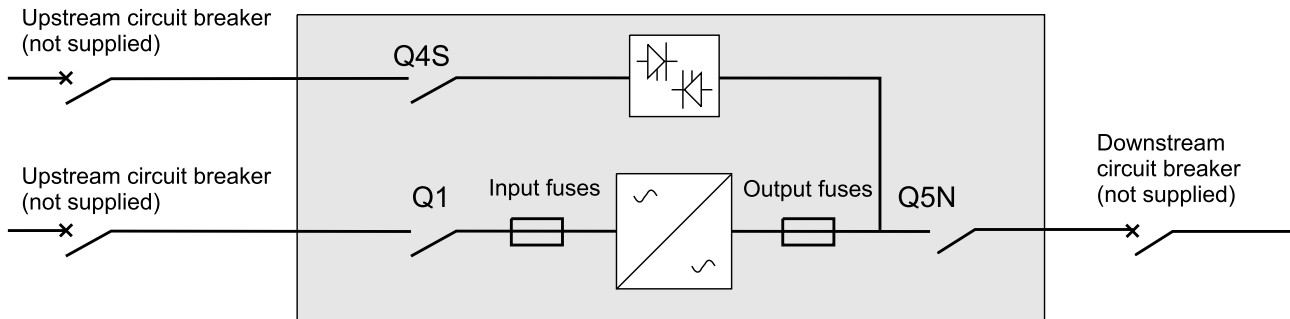 Upstream circuit breaker
(not supplied)
Q4S
Upstream circuit breaker
(not supplied)
Q1
Input fuses
Output fuses
Q5N
Downstream
circuit breaker
(not supplied)